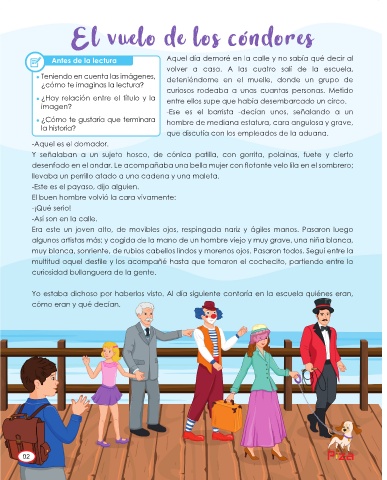 El vuelo de los cóndores
Antes de la lectura
Teniendo en cuenta las imágenes,
¿cómo te imaginas la lectura?
¿Hay relación entre el título y la
imagen?
¿Cómo te gustaría que terminara
la historia?
Aquel día demoré en la calle y no sabía qué decir al
volver a casa. A las cuatro salí de la escuela,
deteniéndome en el muelle, donde un grupo de
curiosos rodeaba a unas cuantas personas. Metido
entre ellos supe que había desembarcado un circo.
-Ese es el barrista -decían unos, señalando a un
hombre de mediana estatura, cara angulosa y grave,
que discutía con los empleados de la aduana.
-Aquel es el domador.
Y señalaban a un sujeto hosco, de cónica patilla, con gorrita, polainas, fuete y cierto
desenfado en el andar. Le acompañaba una bella mujer con flotante velo lila en el sombrero;
llevaba un perrillo atado a una cadena y una maleta.
-Este es el payaso, dijo alguien.
El buen hombre volvió la cara vivamente:
-¡Qué serio!
-Así son en la calle.
Era este un joven alto, de movibles ojos, respingada nariz y ágiles manos. Pasaron luego
algunos artistas más; y cogida de la mano de un hombre viejo y muy grave, una niña blanca,
muy blanca, sonriente, de rubios cabellos lindos y morenos ojos. Pasaron todos. Seguí entre la
multitud aquel desfile y los acompañé hasta que tomaron el cochecito, partiendo entre la
curiosidad bullanguera de la gente.
Yo estaba dichoso por haberlos visto. Al día siguiente contaría en la escuela quiénes eran,
cómo eran y qué decían.
02